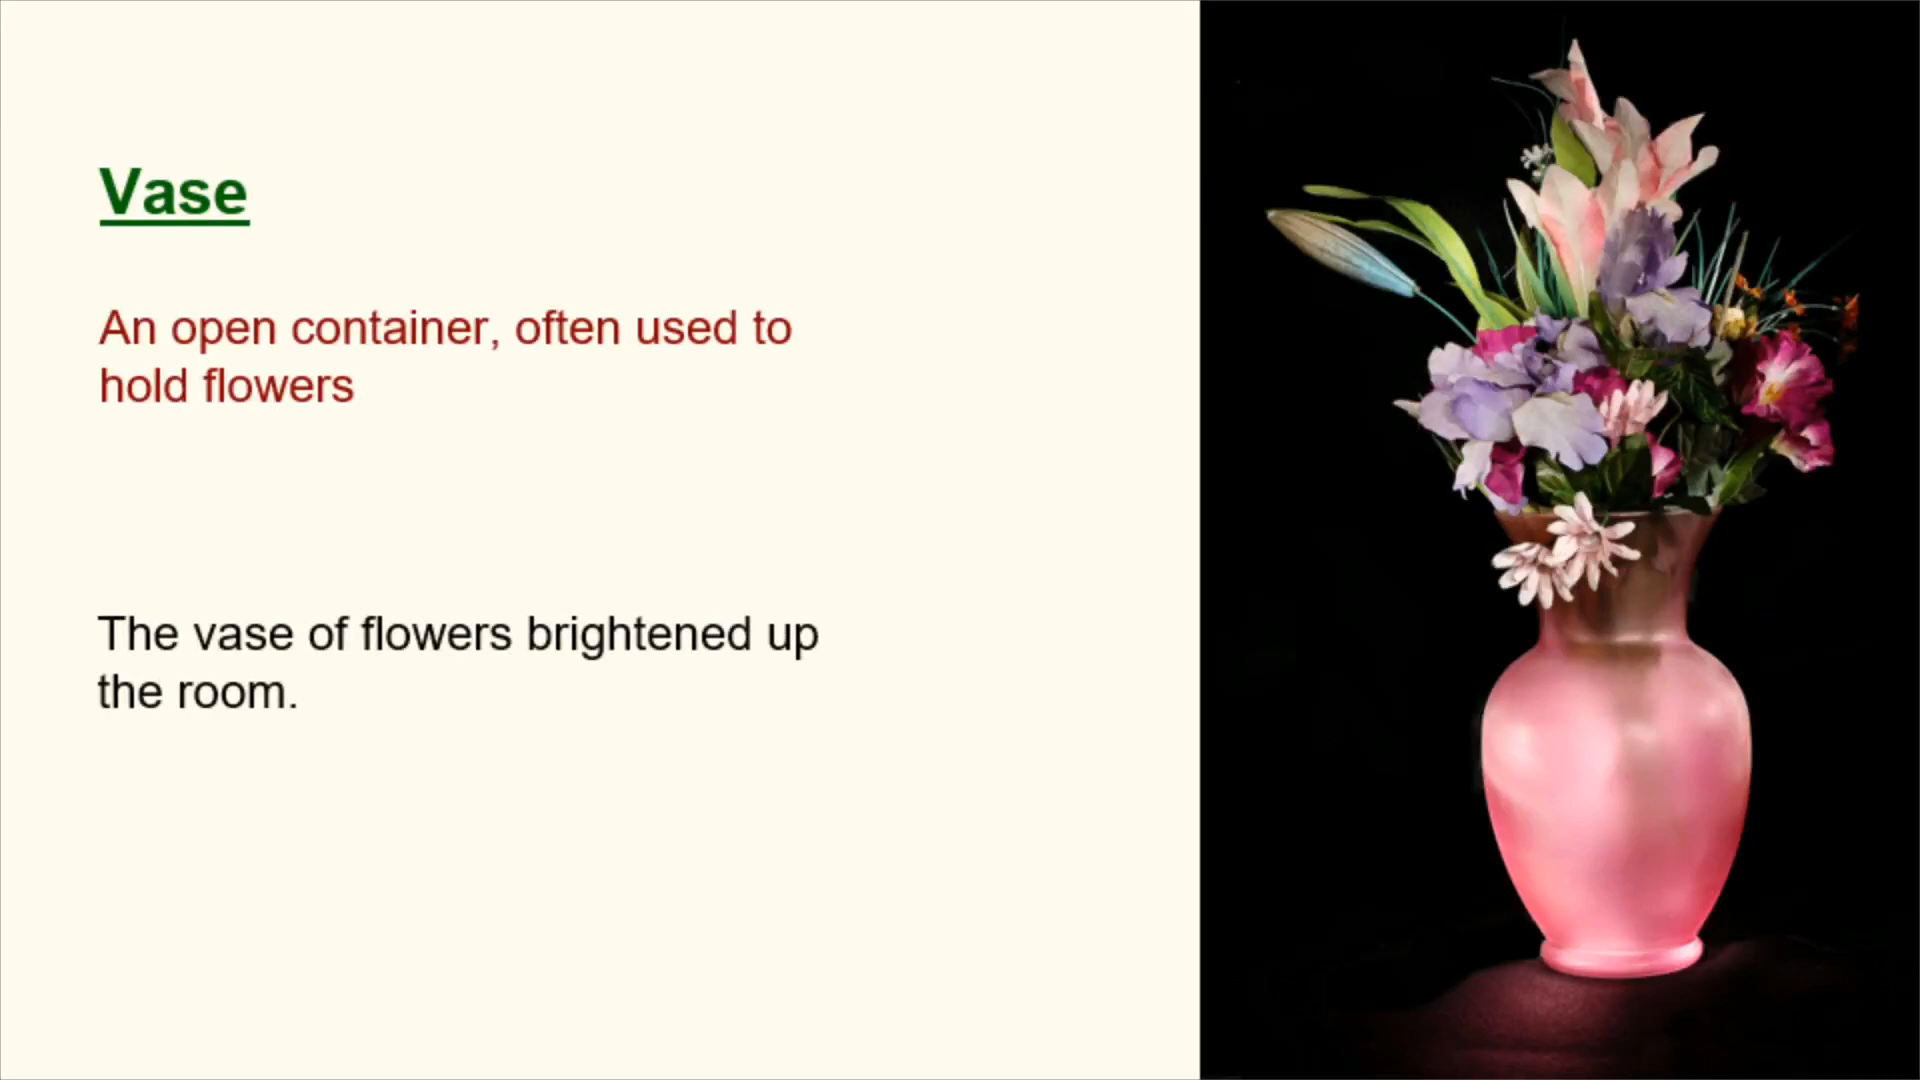 Vase
An open container, often used to
hold flowers
The vase of flowers brightened up
the room.